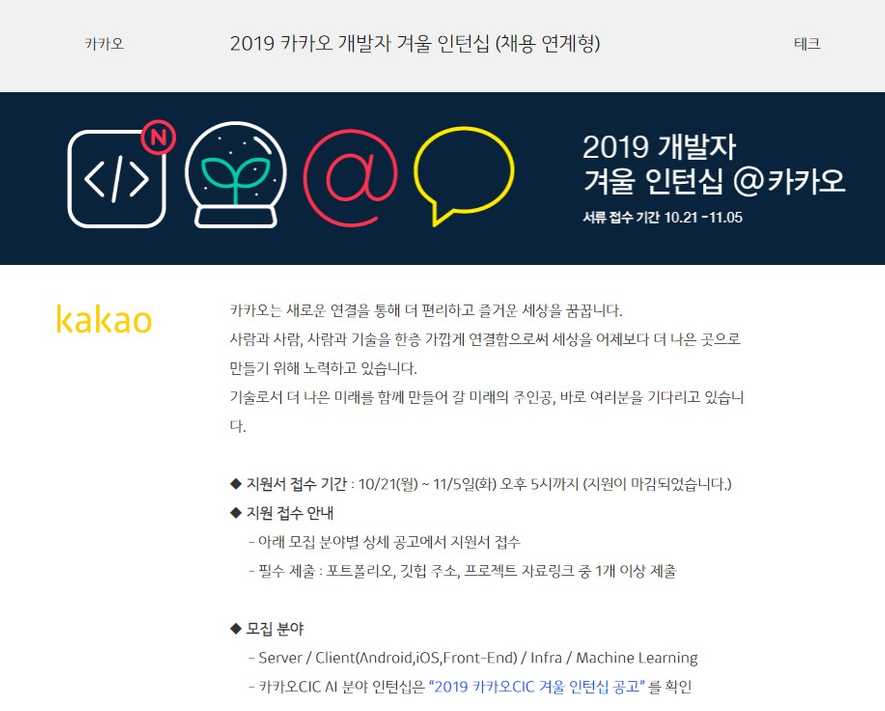 카카오
2019 카카오 개발자 겨울 인턴십 (채용 연계형)
테크
N
</>
@
2019 개발자
겨울 인턴십 @카카오
서류 접수 기간 10.21 -11.05
kakao
카카오는 새로운 연결을 통해 더 편리하고 즐거운 세상을 꿈꿉니다.
사람과 사람, 사람과 기술을 한층 가깝게 연결함으로써 세상을 어제보다 더 나은 곳으로
만들기 위해 노력하고 있습니다.
기술로서 더 나은 미래를 함께 만들어 갈 미래의 주인공, 바로 여러분을 기다리고 있습니
다.
◆ 지원서 접수 기간 : 10/21(월) ~ 11/5일(화) 오후 5시까지 (지원이 마감되었습니다.)
◆ 지원 접수 안내
- 아래 모집 분야별 상세 공고에서 지원서 접수
- 필수 제출 : 포트폴리오, 깃헙 주소, 프로젝트 자료링크 중 1개 이상 제출
◆ 모집 분야
- Server / Client(Android,iOS,Front-End) / Infra / Machine Learning
- 카카오CIC AI 분야 인턴십은 “2019 카카오CIC 겨울 인턴십 공고” 를 확인